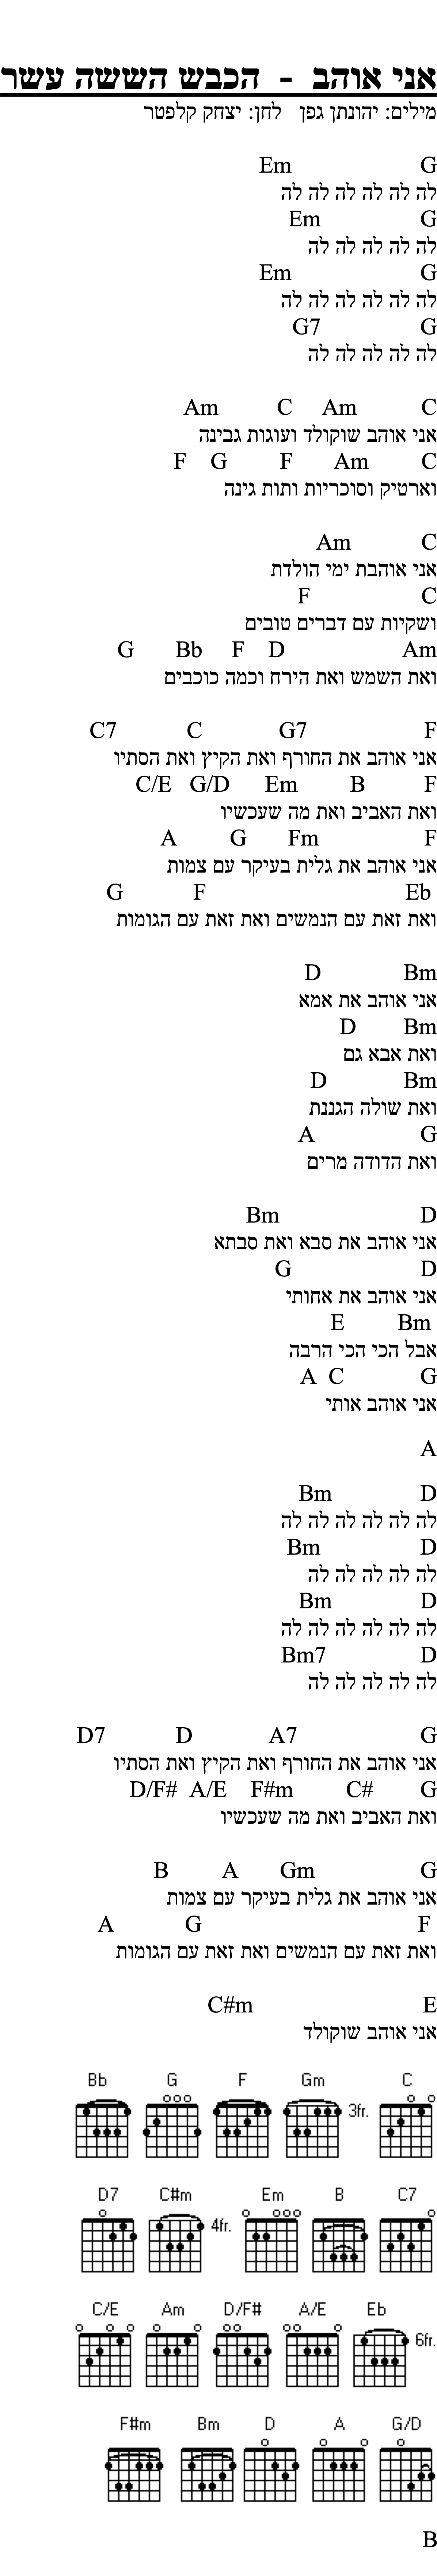 אני אוהב - הכבש הששה עשר
מילים: יהונתן גפן לחן: יצחק קלפטר
G Em
לה לה לה לה לה לה
G Em
לה לה לה לה לה
G Em
לה לה לה לה לה לה
G G7
לה לה לה לה לה
C Am C Am
אני אוהב שוקולד ועוגות גבינה
C Am F G F
וארטיק וסוכריות ותות גינה
C Am
אני אוהבת ימי הולדת
C F
ושקיות עם דברים טובים
Am D F Bb G
ואת השמש ואת הירח וכמה כוכבים
F G7 C C7
אני אוהב את החורף ואת הקיץ ואת הסתיו
F B Em G/D C/E
ואת האביב ואת מה שעכשיו
F Fm G A
אני אוהב את גלית בעיקר עם צמות
Eb F G
ואת זאת עם הנמשים ואת זאת עם הגומות
Bm D
אני אוהב את אמא
Bm D
ואת אבא גם
Bm D
ואת שולה הגננת
G A
ואת הדודה מרים
D Bm
אני אוהב את סבא ואת סבתא
D G
אני אוהב את אחותי
Bm E
אבל הכי הכי הרבה
G C A
אני אוהב אותי
A
D Bm
לה לה לה לה לה לה
D Bm
לה לה לה לה לה
D Bm
לה לה לה לה לה לה
D Bm7
לה לה לה לה לה
G A7 D D7
אני אוהב את החורף ואת הקיץ ואת הסתיו
G C# F#m A/E D/F#
ואת האביב ואת מה שעכשיו
G Gm A B
אני אוהב את גלית בעיקר עם צמות
F G A
ואת זאת עם הנמשים ואת זאת עם הגומות
E C#m
אני אוהב שוקולד
Bb G F Gm C
3fr.
D7 C#m Em B C7
4fr.
C/E Am D/F# A/E Eb
6fr.
F#m Bm D A G/D
B